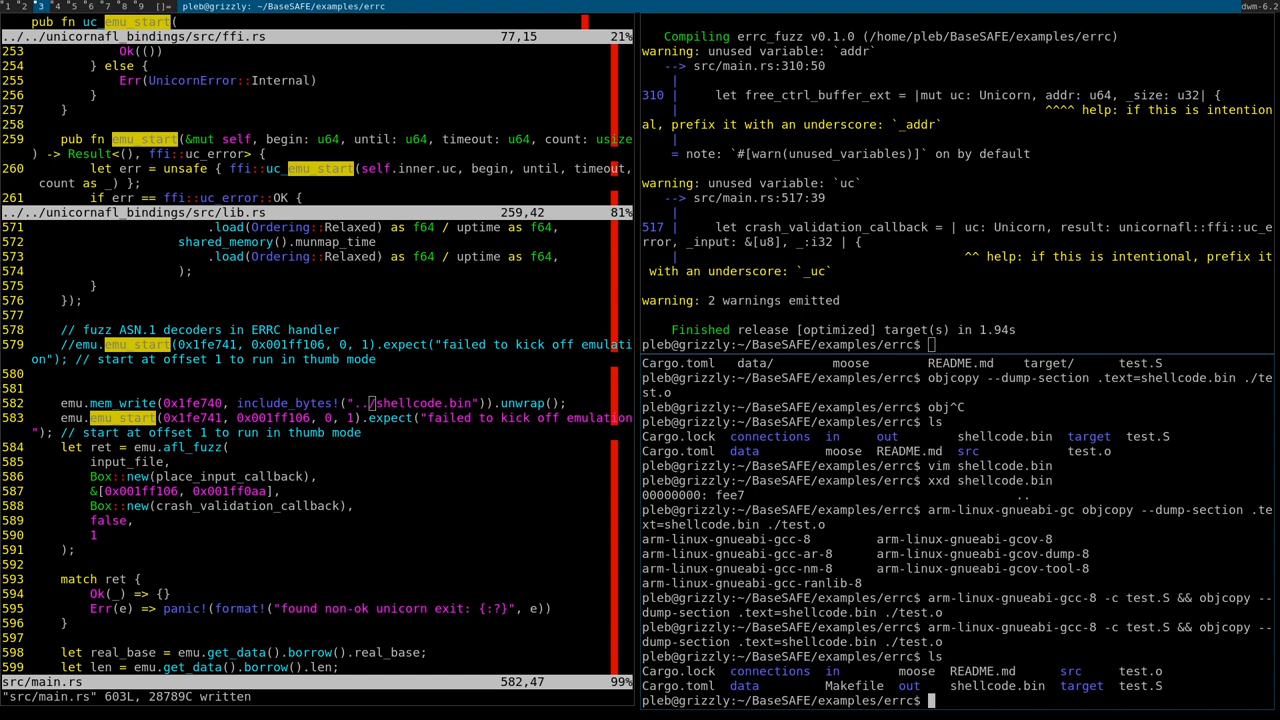 1 2 3 4 5 6 7 8 9 []= pleb@grizzly: ~/BaseSAFE/examples/errc dwm-6.2
pub fn uc_emu_start(
../../unicornafl_bindings/src/ffi.rs 77,15 21%
253 Ok(())
254 } else {
255 Err(UnicornError::Internal)
256 }
257 }
258
259 pub fn emu_start(&mut self, begin: u64, until: u64, timeout: u64, count: usize
) -> Result<(), ffi::uc_error> {
260 let err = unsafe { ffi::uc_emu_start(self.inner.uc, begin, until, timeout,
count as _) };
261 if err == ffi::uc_error::OK {
../../unicornafl_bindings/src/lib.rs 259,42 81%
571 .load(Ordering::Relaxed) as f64 / uptime as f64,
572 shared_memory().munmap_time
573 .load(Ordering::Relaxed) as f64 / uptime as f64,
574 );
575 }
576 });
577
578 // fuzz ASN.1 decoders in ERRC handler
579 //emu.emu_start(0x1fe741, 0x001ff106, 0, 1).expect("failed to kick off emulati
on"); // start at offset 1 to run in thumb mode
580
581
582 emu.mem_write(0x1fe740, include_bytes!("../shellcode.bin")).unwrap();
583 emu.emu_start(0x1fe741, 0x001ff106, 0, 1).expect("failed to kick off emulation
"); // start at offset 1 to run in thumb mode
584 let ret = emu.afl_fuzz(
585 input_file,
586 Box::new(place_input_callback),
587 &[0x001ff106, 0x001ff0aa],
588 Box::new(crash_validation_callback),
589 false,
590 1
591 );
592
593 match ret {
594 Ok(_) => {}
595 Err(e) => panic!(format!("found non-ok unicorn exit: {:?}", e))
596 }
597
598 let real_base = emu.get_data().borrow().real_base;
599 let len = emu.get_data().borrow().len;
src/main.rs 582,47 99%
"src/main.rs" 603L, 28789C written
Compiling errc_fuzz v0.1.0 (/home/pleb/BaseSAFE/examples/errc)
warning: unused variable: `addr`
--> src/main.rs:310:50
|
310 | let free_ctrl_buffer_ext = |mut uc: Unicorn, addr: u64, _size: u32| {
| ^^^^ help: if this is intention
al, prefix it with an underscore: `_addr`
|
= note: `#[warn(unused_variables)]` on by default
warning: unused variable: `uc`
--> src/main.rs:517:39
|
517 | let crash_validation_callback = | uc: Unicorn, result: unicornafl::ffi::uc_e
rror, _input: &[u8], _:i32 | {
| ^^ help: if this is intentional, prefix it
with an underscore: `_uc`
warning: 2 warnings emitted
Finished release [optimized] target(s) in 1.94s
pleb@grizzly:~/BaseSAFE/examples/errc$
Cargo.toml data/ moose README.md target/ test.S
pleb@grizzly:~/BaseSAFE/examples/errc$ objcopy --dump-section .text=shellcode.bin ./te
st.o
pleb@grizzly:~/BaseSAFE/examples/errc$ obj^C
pleb@grizzly:~/BaseSAFE/examples/errc$ ls
Cargo.lock connections in out shellcode.bin target test.S
Cargo.toml data moose README.md src test.o
pleb@grizzly:~/BaseSAFE/examples/errc$ vim shellcode.bin
pleb@grizzly:~/BaseSAFE/examples/errc$ xxd shellcode.bin
00000000: fee7 ..
pleb@grizzly:~/BaseSAFE/examples/errc$ arm-linux-gnueabi-gc objcopy --dump-section .te
xt=shellcode.bin ./test.o
arm-linux-gnueabi-gcc-8 arm-linux-gnueabi-gcov-8
arm-linux-gnueabi-gcc-ar-8 arm-linux-gnueabi-gcov-dump-8
arm-linux-gnueabi-gcc-nm-8 arm-linux-gnueabi-gcov-tool-8
arm-linux-gnueabi-gcc-ranlib-8
pleb@grizzly:~/BaseSAFE/examples/errc$ arm-linux-gnueabi-gcc-8 -c test.S && objcopy --
dump-section .text=shellcode.bin ./test.o
pleb@grizzly:~/BaseSAFE/examples/errc$ arm-linux-gnueabi-gcc-8 -c test.S && objcopy --
dump-section .text=shellcode.bin ./test.o
pleb@grizzly:~/BaseSAFE/examples/errc$ ls
Cargo.lock connections in moose README.md src test.o
Cargo.toml data Makefile out shellcode.bin target test.S
pleb@grizzly:~/BaseSAFE/examples/errc$